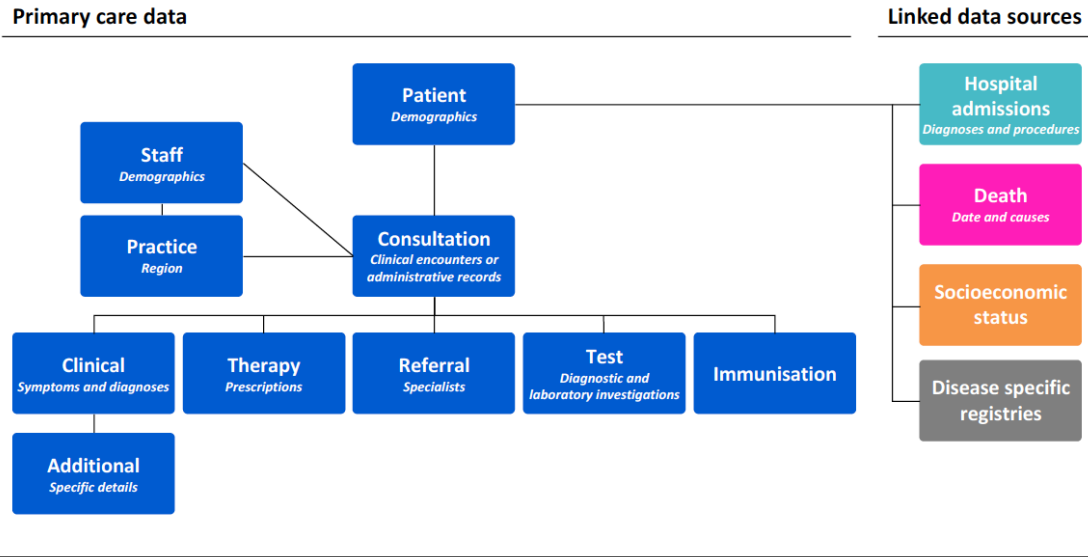 Primary care data
Linked data sources
Patient
Demographics
Hospital
admissions
Diagnoses and procedures
Staff
Demographics
Death
Date and causes
Practice
Region
Consultation
Clinical encounters or
administrative records
Socioeconomic
status
Clinical
Symptoms and diagnoses
Therapy
Prescriptions
Referral
Specialists
Test
Diagnostic and
laboratory investigations
Immunisation
Disease specific
registries
Additional
Specific details